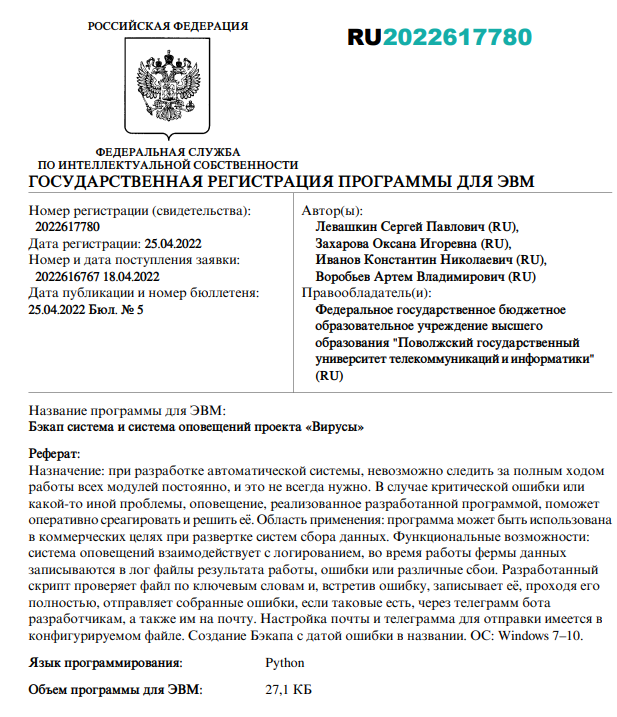 РОССИЙСКАЯ ФЕДЕРАЦИЯ
RU2022617780
ФЕДЕРАЛЬНАЯ СЛУЖБА
ПО ИНТЕЛЛЕКТУАЛЬНОЙ СОБСТВЕННОСТИ
ГОСУДАРСТВЕННАЯ РЕГИСТРАЦИЯ ПРОГРАММЫ ДЛЯ ЭВМ
Номер регистрации (свидетельства):
2022617780
Дата регистрации: 25.04.2022
Номер и дата поступления заявки:
2022616767 18.04.2022
Дата публикации и номер бюллетеня:
25.04.2022 Бюл. № 5
Автор(ы):
Левашкин Сергей Павлович (RU),
Захарова Оксана Игоревна (RU),
Иванов Константин Николаевич (RU),
Воробьев Артем Владимирович (RU)
Правообладатель(и):
Федеральное государственное бюджетное
образовательное учреждение высшего
образования "Поволжский государственный
университет телекоммуникаций и информатики"
(RU)
Название программы для ЭВМ:
Бэкап система и система оповещений проекта «Вирусы»
Реферат:
Назначение: при разработке автоматической системы, невозможно следить за полным ходом
работы всех модулей постоянно, и это не всегда нужно. В случае критической ошибки или
какой-то иной проблемы, оповещение, реализованное разработанной программой, поможет
оперативно среагировать и решить её. Область применения: программа может быть использована
в коммерческих целях при развертке систем сбора данных. Функциональные возможности:
система оповещений взаимодействует с логированием, во время работы фермы данных
записываются в лог файлы результата работы, ошибки или различные сбои. Разработанный
скрипт проверяет файл по ключевым словам и, встретив ошибку, записывает её, проходя его
полностью, отправляет собранные ошибки, если таковые есть, через телеграмм бота
разработчикам, а также им на почту. Настройка почты и телеграмма для отправки имеется в
конфигурируемом файле. Создание Бэкапа с датой ошибки в названии. ОС: Windows 7–10.
Язык программирования: Python
Объем программы для ЭВМ: 27,1 КБ